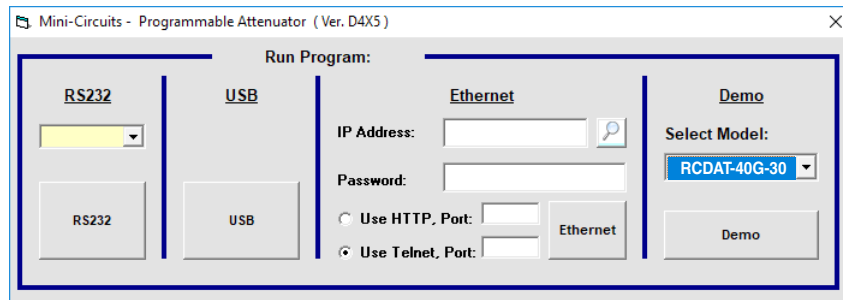 Mini-Circuits -  Programmable Attenuator  ( Ver. D4X5 )
Run Program:
RS232
RS232
USB
USB
Ethernet
IP Address:
Password:
Use HTTP, Port:
Use Telnet, Port:
Ethernet
Demo
Select Model:
RCDAT-40G-30
Demo